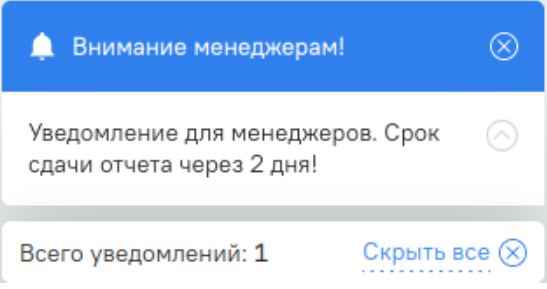 Внимание менеджерам!
Уведомление для менеджеров. Срок
сдачи отчета через 2 дня!
Всего уведомлений: 1 Скрыть все